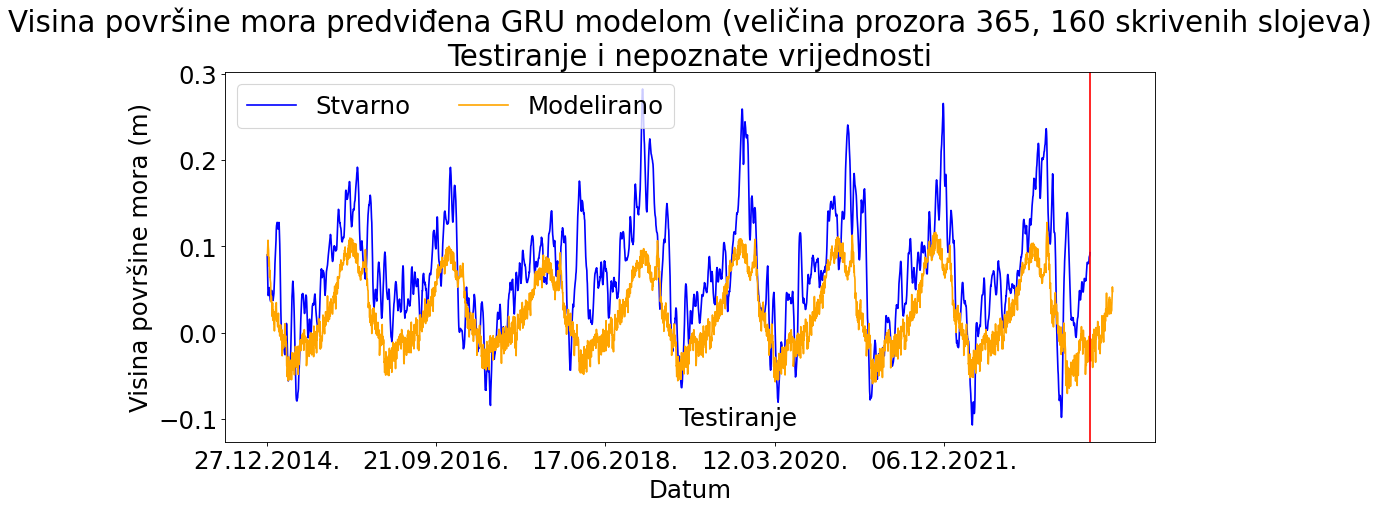 Visina površine mora predviđena GRU modelom (veličina prozora 365, 160 skrivenih slojeva)
Testiranje i nepoznate vrijednosti
Stvarno
Modelirano
Visina površine mora (m)
0.3
0.2
0.1
0.0
−0.1
Testiranje
27.12.2014.
21.09.2016.
17.06.2018.
12.03.2020.
06.12.2021.
Datum